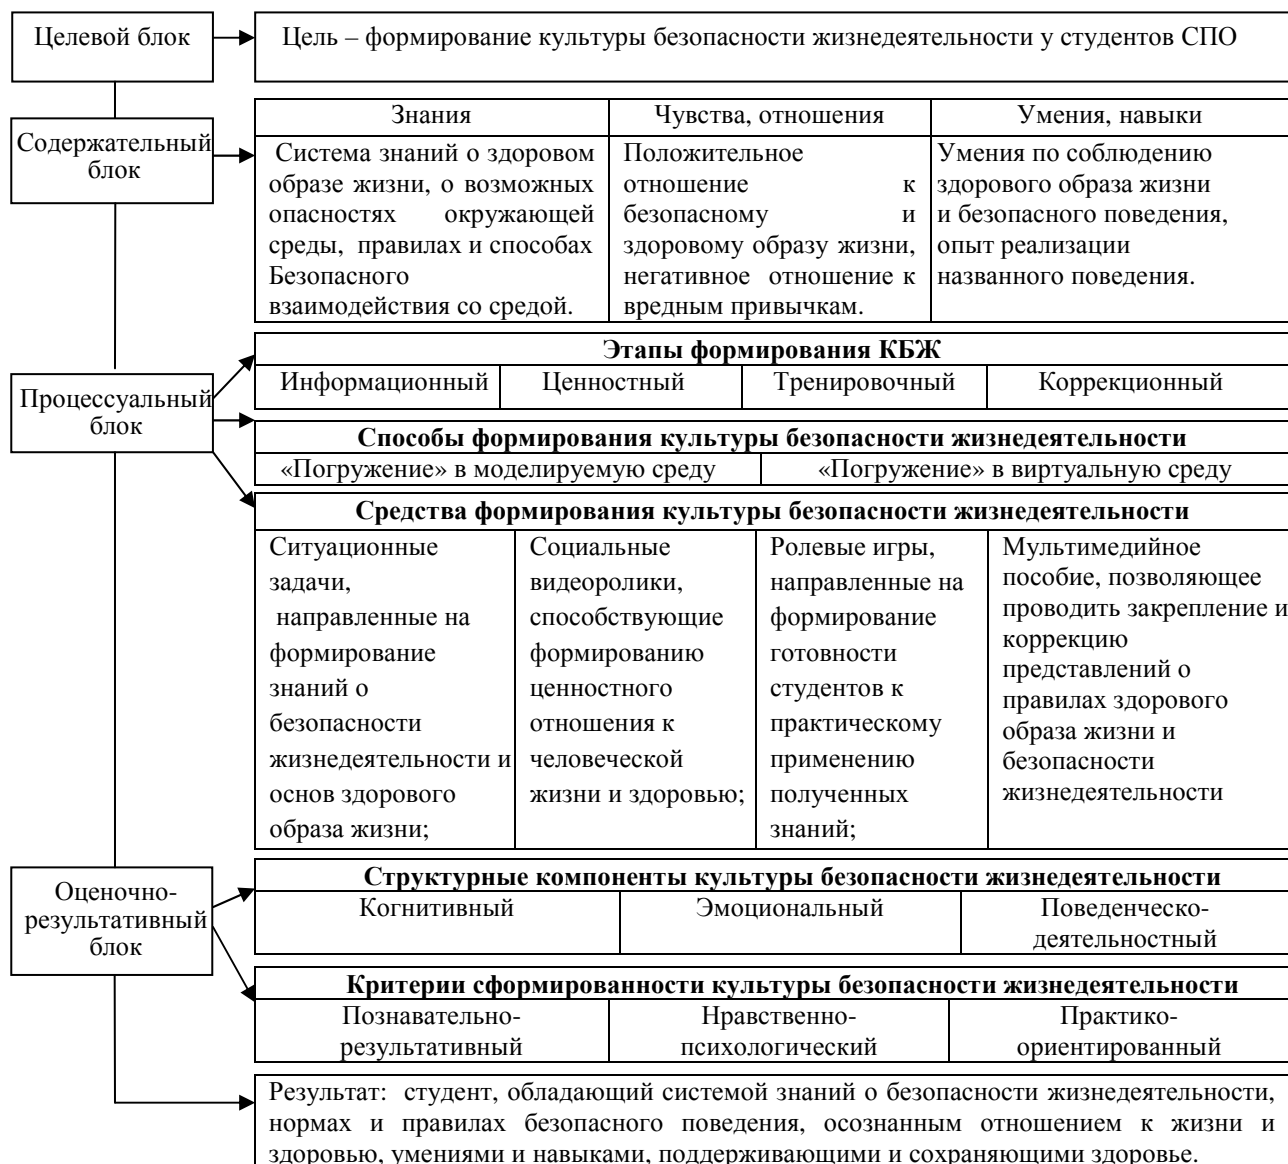 Целевой блок
Цель – формирование культуры безопасности жизнедеятельности у студентов СПО
Содержательный
блок
Знания
Чувства, отношения
Умения, навыки
Система знаний о здоровом
образе жизни, о возможных
опасностях окружающей
среды, правилах и способах
Безопасного
взаимодействия со средой.
Положительное
отношение к
безопасному и
здоровому образу жизни,
негативное отношение к
вредным привычкам.
Умения по соблюдению
здорового образа жизни
и безопасного поведения,
опыт реализации
названного поведения.
Процессуальный
блок
Этапы формирования КБЖ
Информационный
Ценностный
Тренировочный
Коррекционный
Способы формирования культуры безопасности жизнедеятельности
«Погружение» в моделируемую среду
«Погружение» в виртуальную среду
Средства формирования культуры безопасности жизнедеятельности
Ситуационные
задачи,
направленные на
формирование
знаний о
безопасности
жизнедеятельности и
основ здорового
образа жизни;
Социальные
видеоролики,
способствующие
формированию
ценностного
отношения к
человеческой
жизни и здоровью;
Ролевые игры,
направленные на
формирование
готовности
студентов к
практическому
применению
полученных
знаний;
Мультимедийное
пособие, позволяющее
проводить закрепление и
коррекцию
представлений о
правилах здорового
образа жизни и
безопасности
жизнедеятельности
Оценочно-
результативный
блок
Структурные компоненты культуры безопасности жизнедеятельности
Когнитивный
Эмоциональный
Поведенческо-
деятельностный
Критерии сформированности культуры безопасности жизнедеятельности
Познавательно-
результативный
Нравственно-
психологический
Практико-
ориентированный
Результат: студент, обладающий системой знаний о безопасности жизнедеятельности,
нормах и правилах безопасного поведения, осознанным отношением к жизни и
здоровью, умениями и навыками, поддерживающими и сохраняющими здоровье.